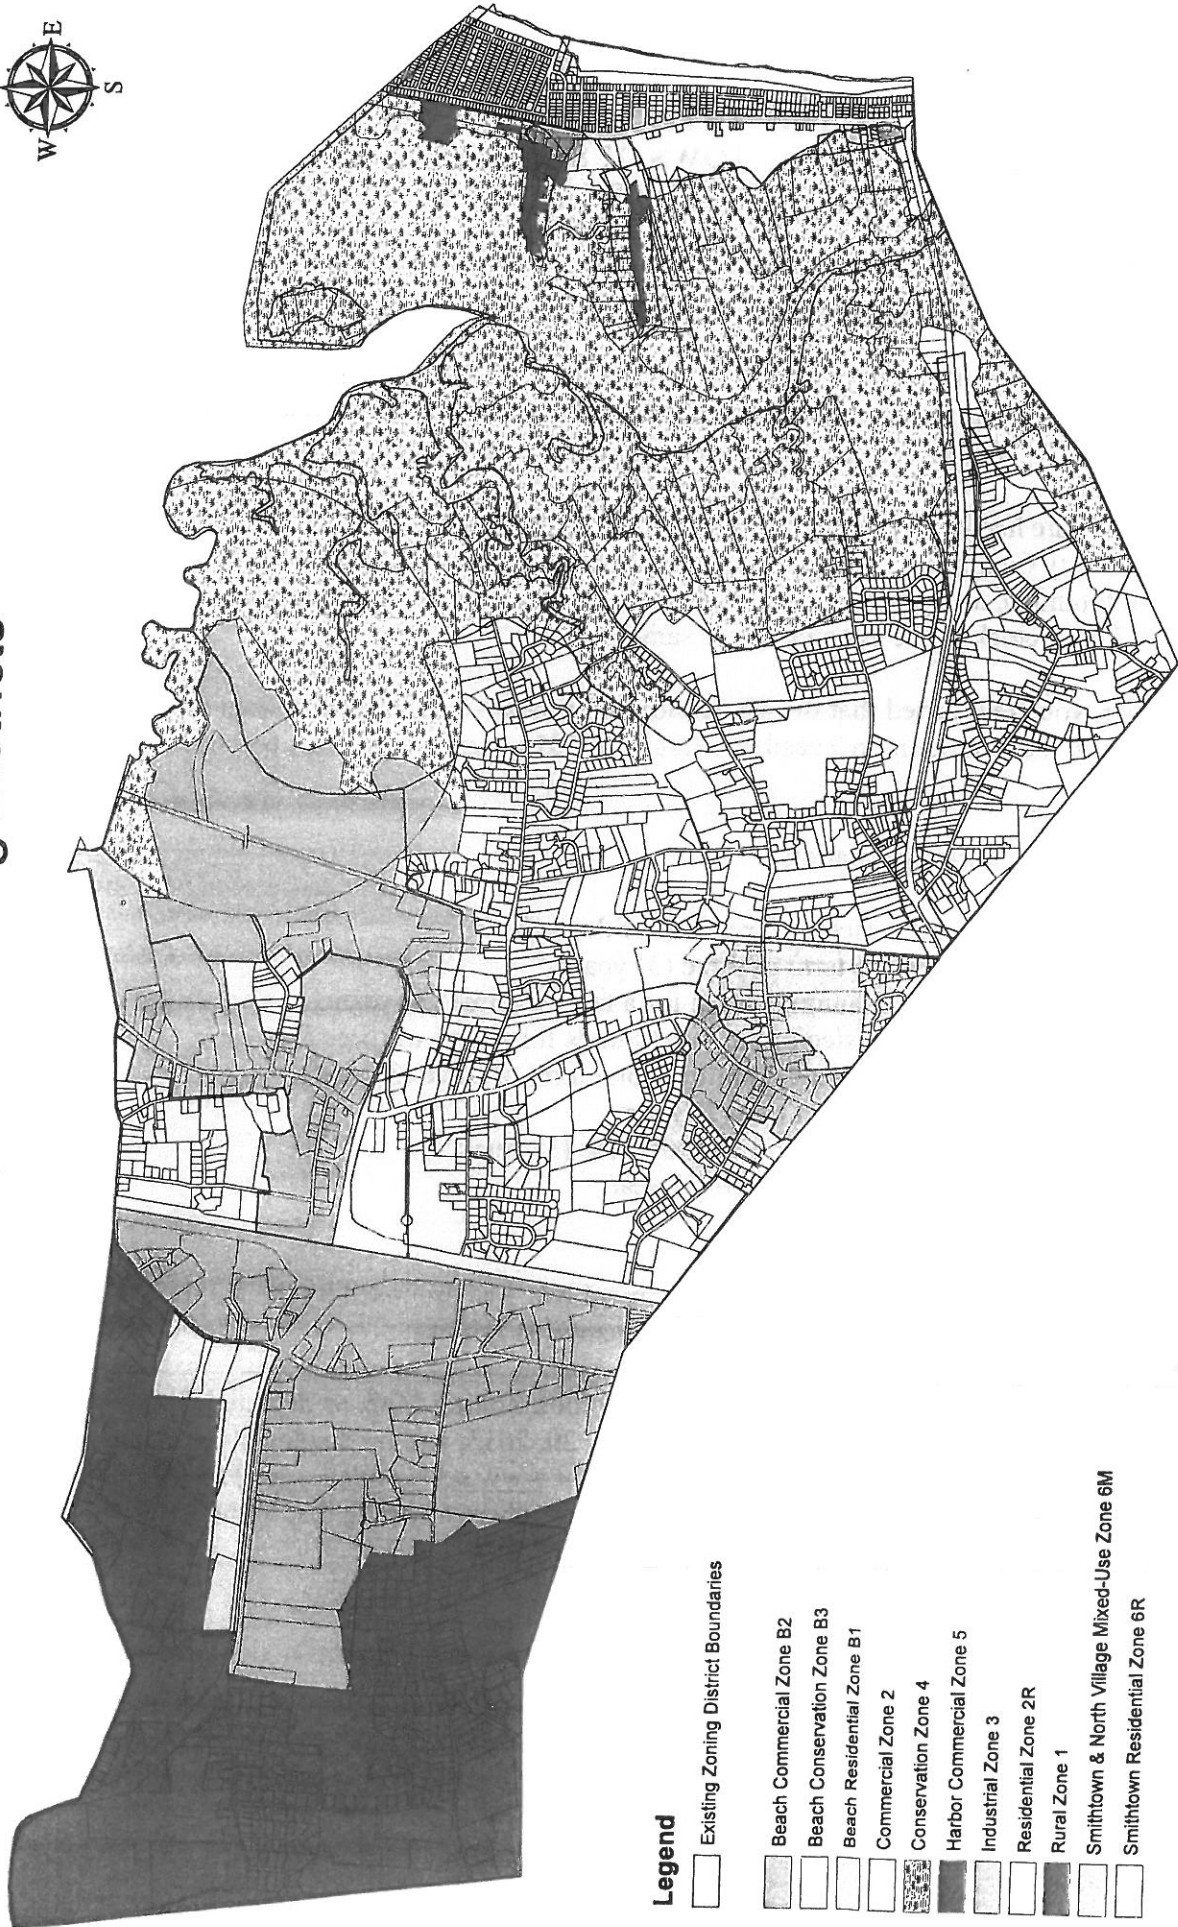 W
E
S
Legend
Existing Zoning District Boundaries
Beach Commercial Zone B2
Beach Conservation Zone B3
Beach Residential Zone B1
Commercial Zone 2
Conservation Zone 4
Harbor Commercial Zone 5
Industrial Zone 3
Residential Zone 2R
Rural Zone 1
Smithtown & North Village Mixed-Use Zone 6M
Smithtown Residential Zone 6R